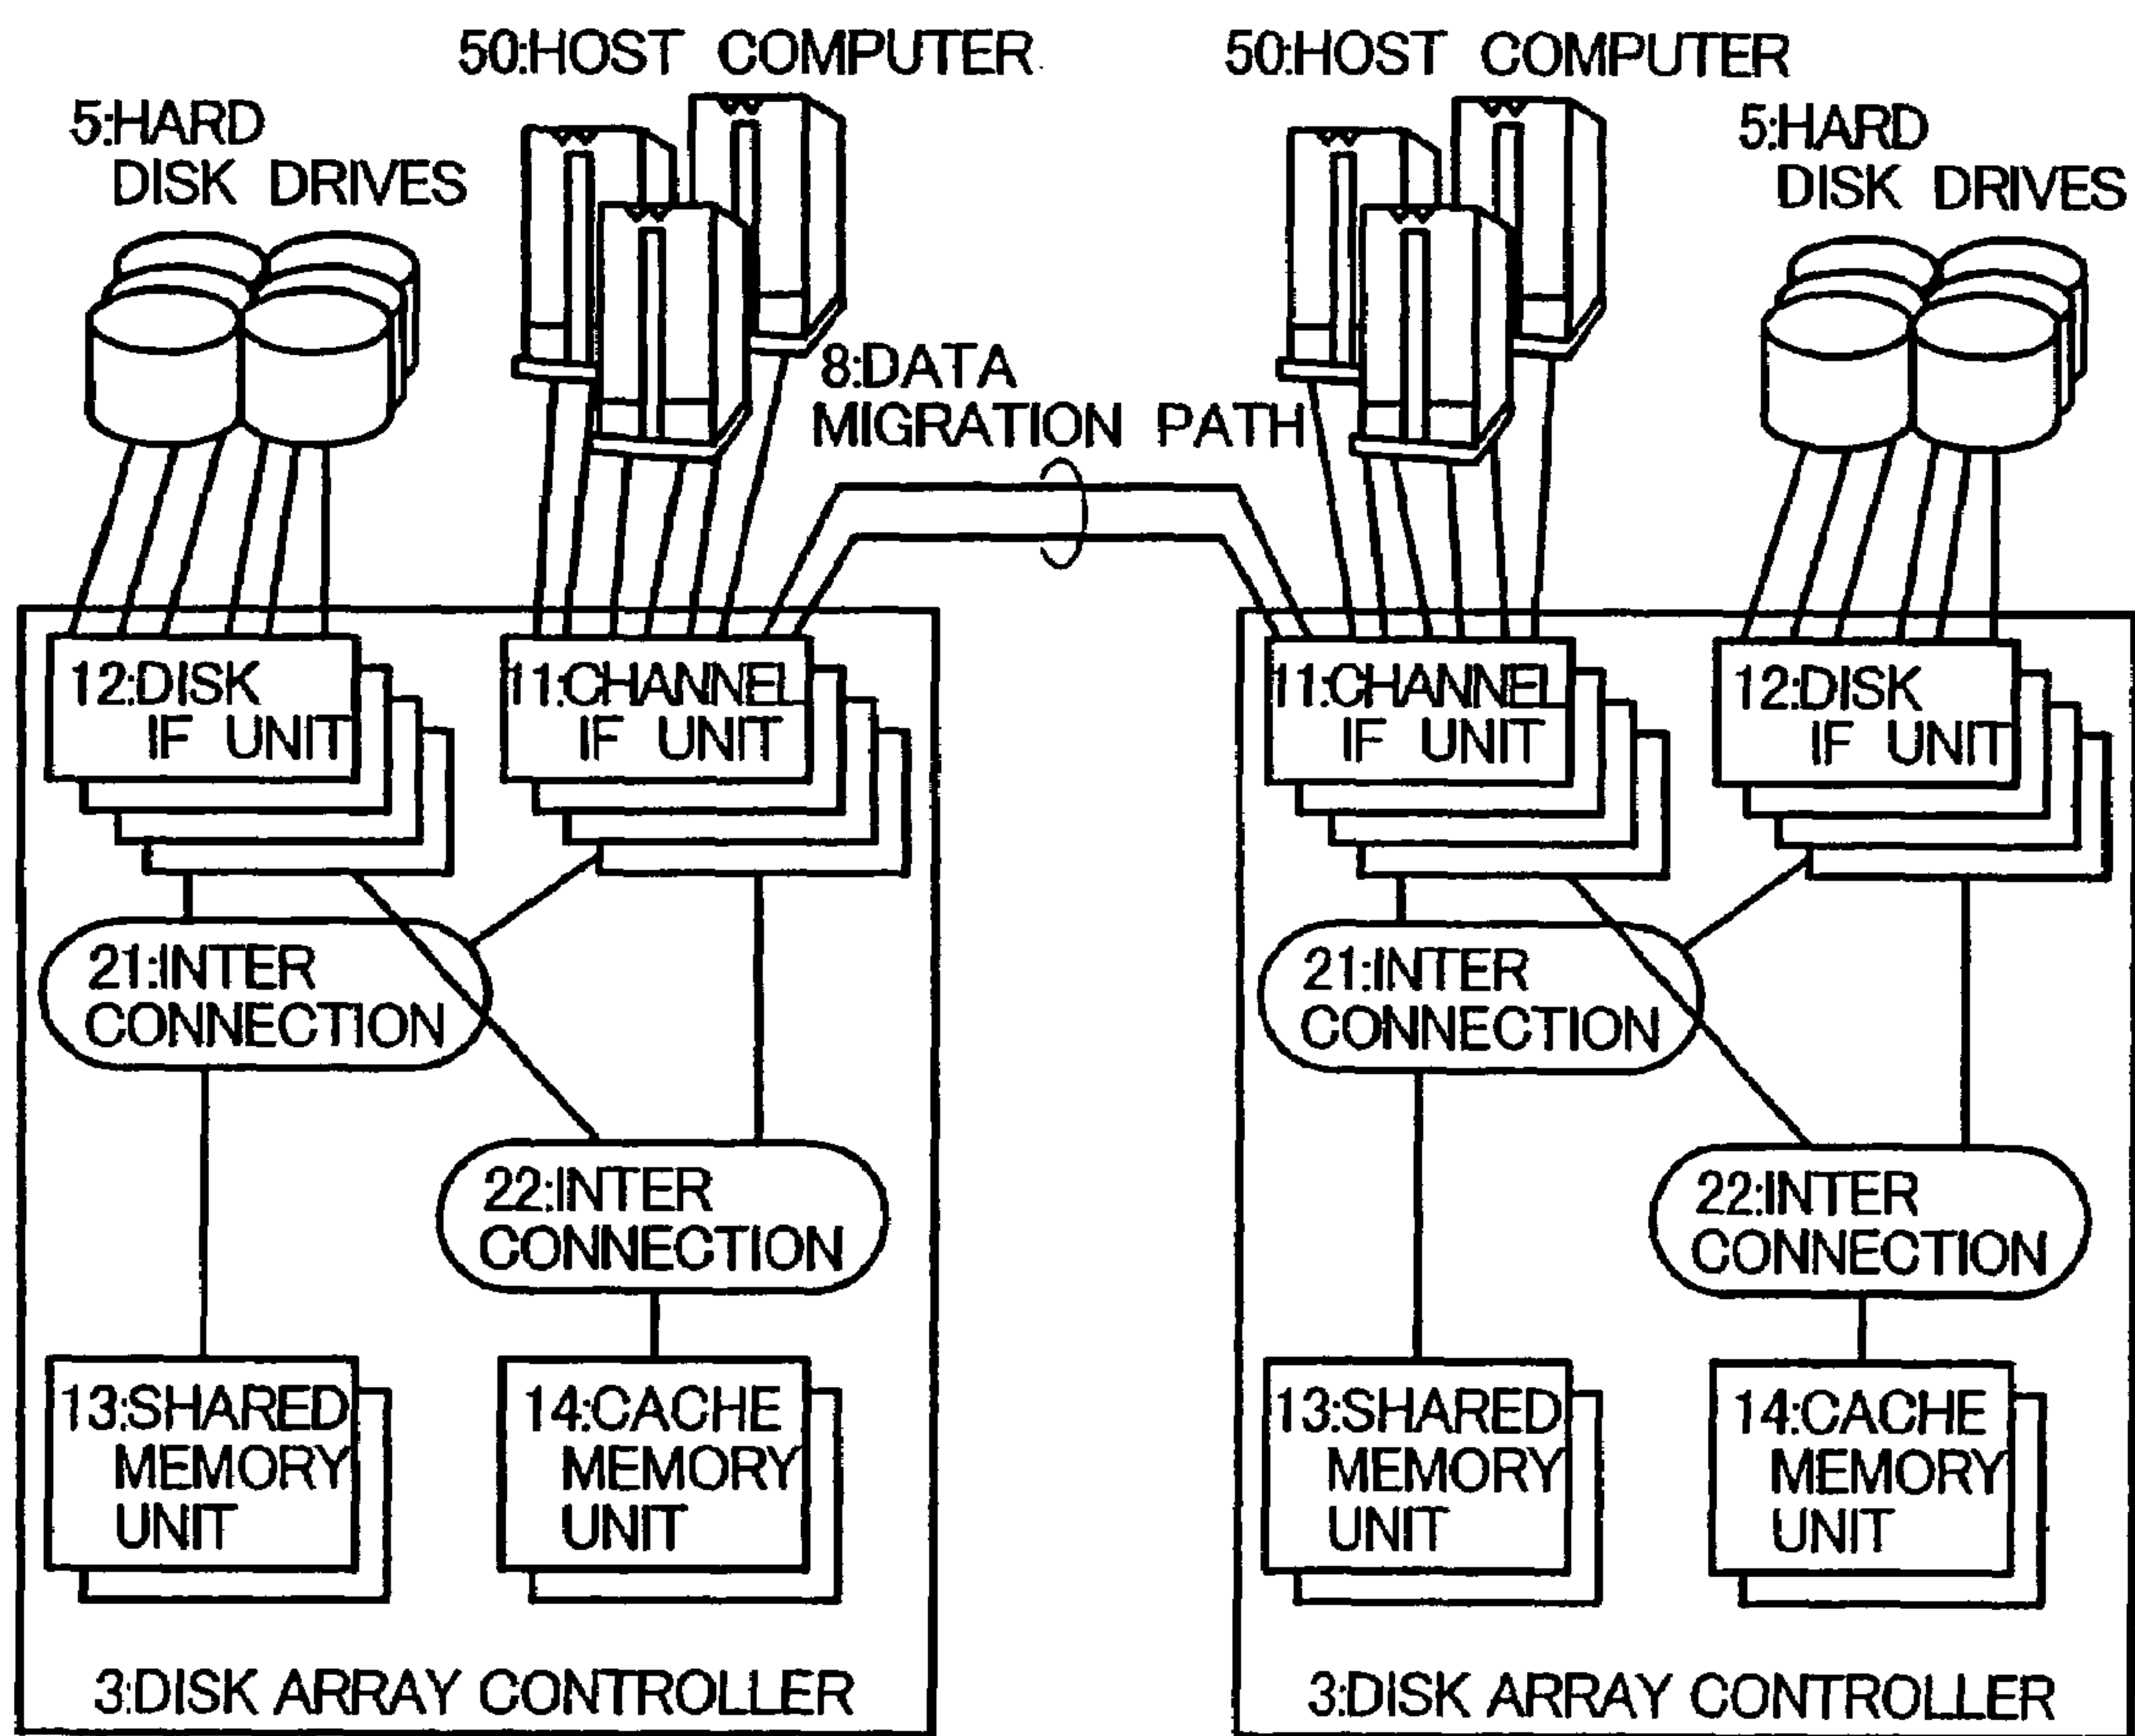 50:HOST COMPUTER
50:HOST COMPUTER
5:HARD
DISK DRIVES
5:HARD
DISK DRIVES
8:DATA
MIGRATION PATH
12:DISK
IF UNIT
11:CHANNEL
IF UNIT
11:CHANNEL
IF UNIT
12:DISK
IF UNIT
21:INTER
CONNECTION
21:INTER
CONNECTION
22:INTER
CONNECTION
22:INTER
CONNECTION
13:SHARED
MEMORY
UNIT
14:CACHE
MEMORY
UNIT
13:SHARED
MEMORY
UNIT
14:CACHE
MEMORY
UNIT
3:DISK ARRAY CONTROLLER
3:DISK ARRAY CONTROLLER